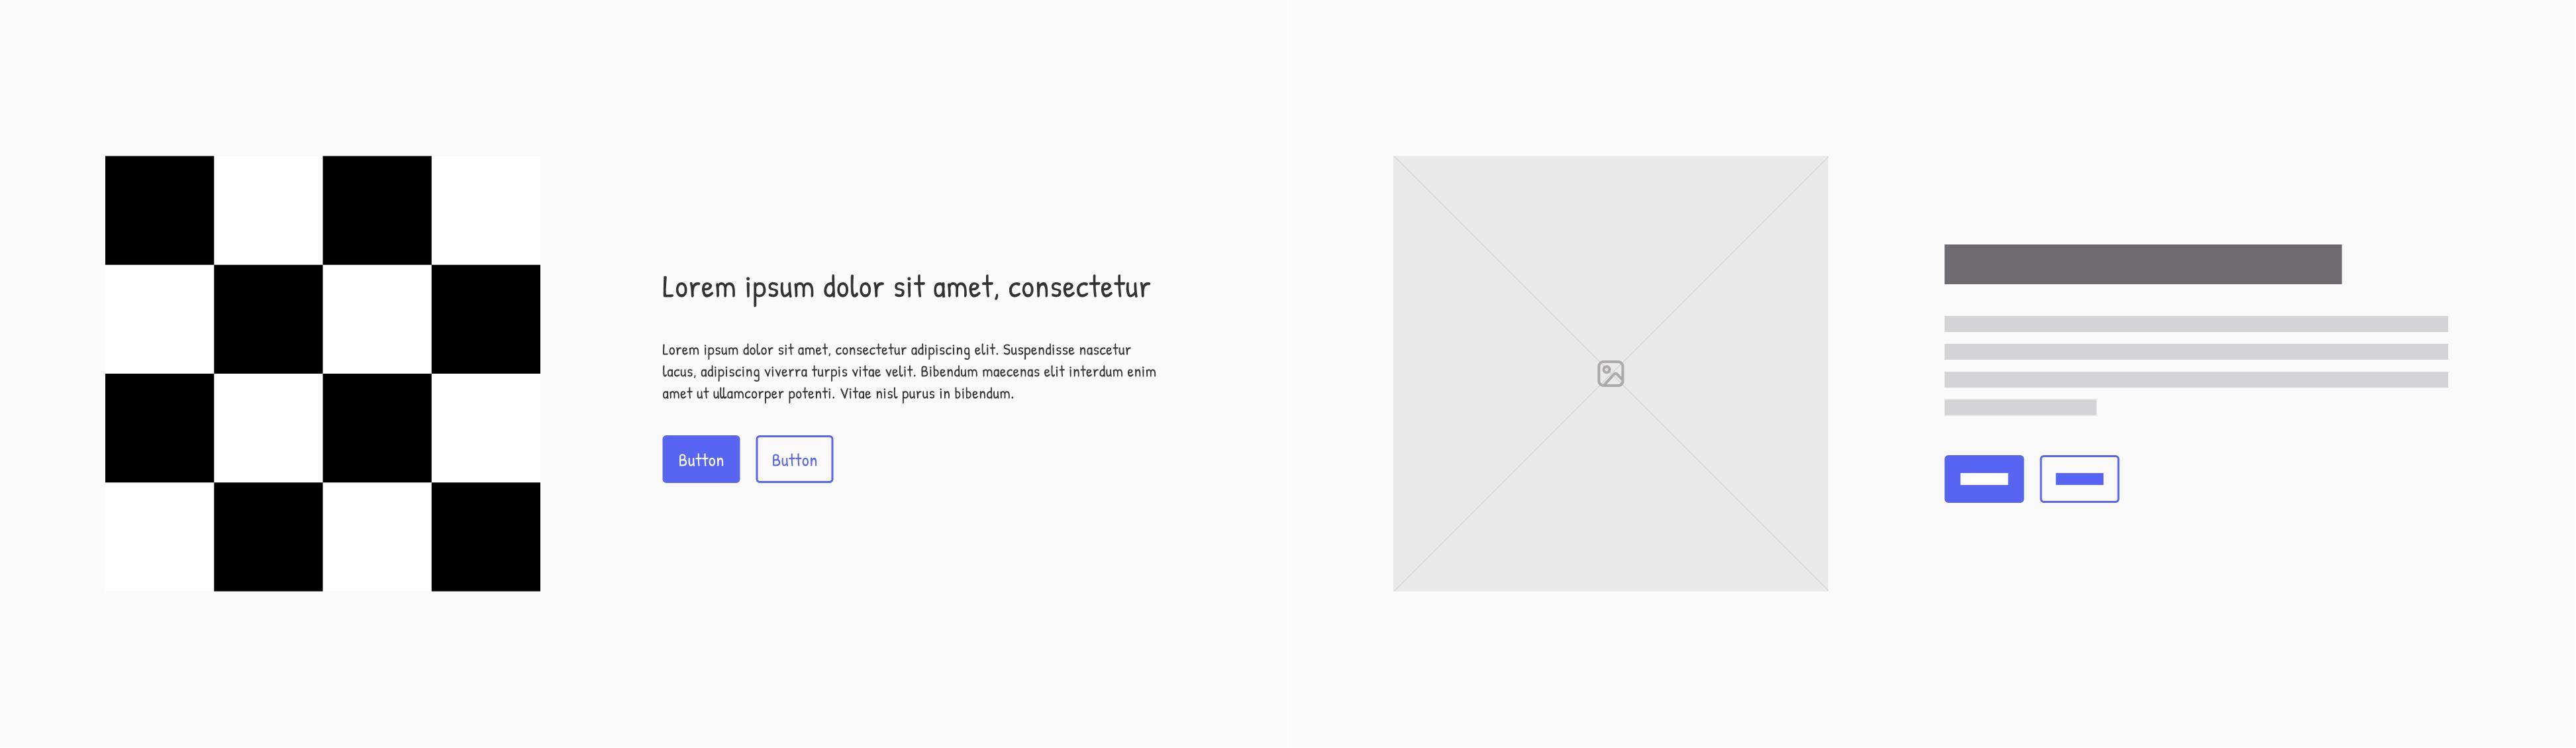 Lorem ipsum dolor sit amet, consectetur
Lorem ipsum dolor sit amet, consectetur adipiscing elit. Suspendisse nascetur
lacus, adipiscing viverra turpis vitae velit. Bibendum maecenas elit interdum enim
amet ut ullamcorper potenti. Vitae nisl purus in bibendum.
Button
Button